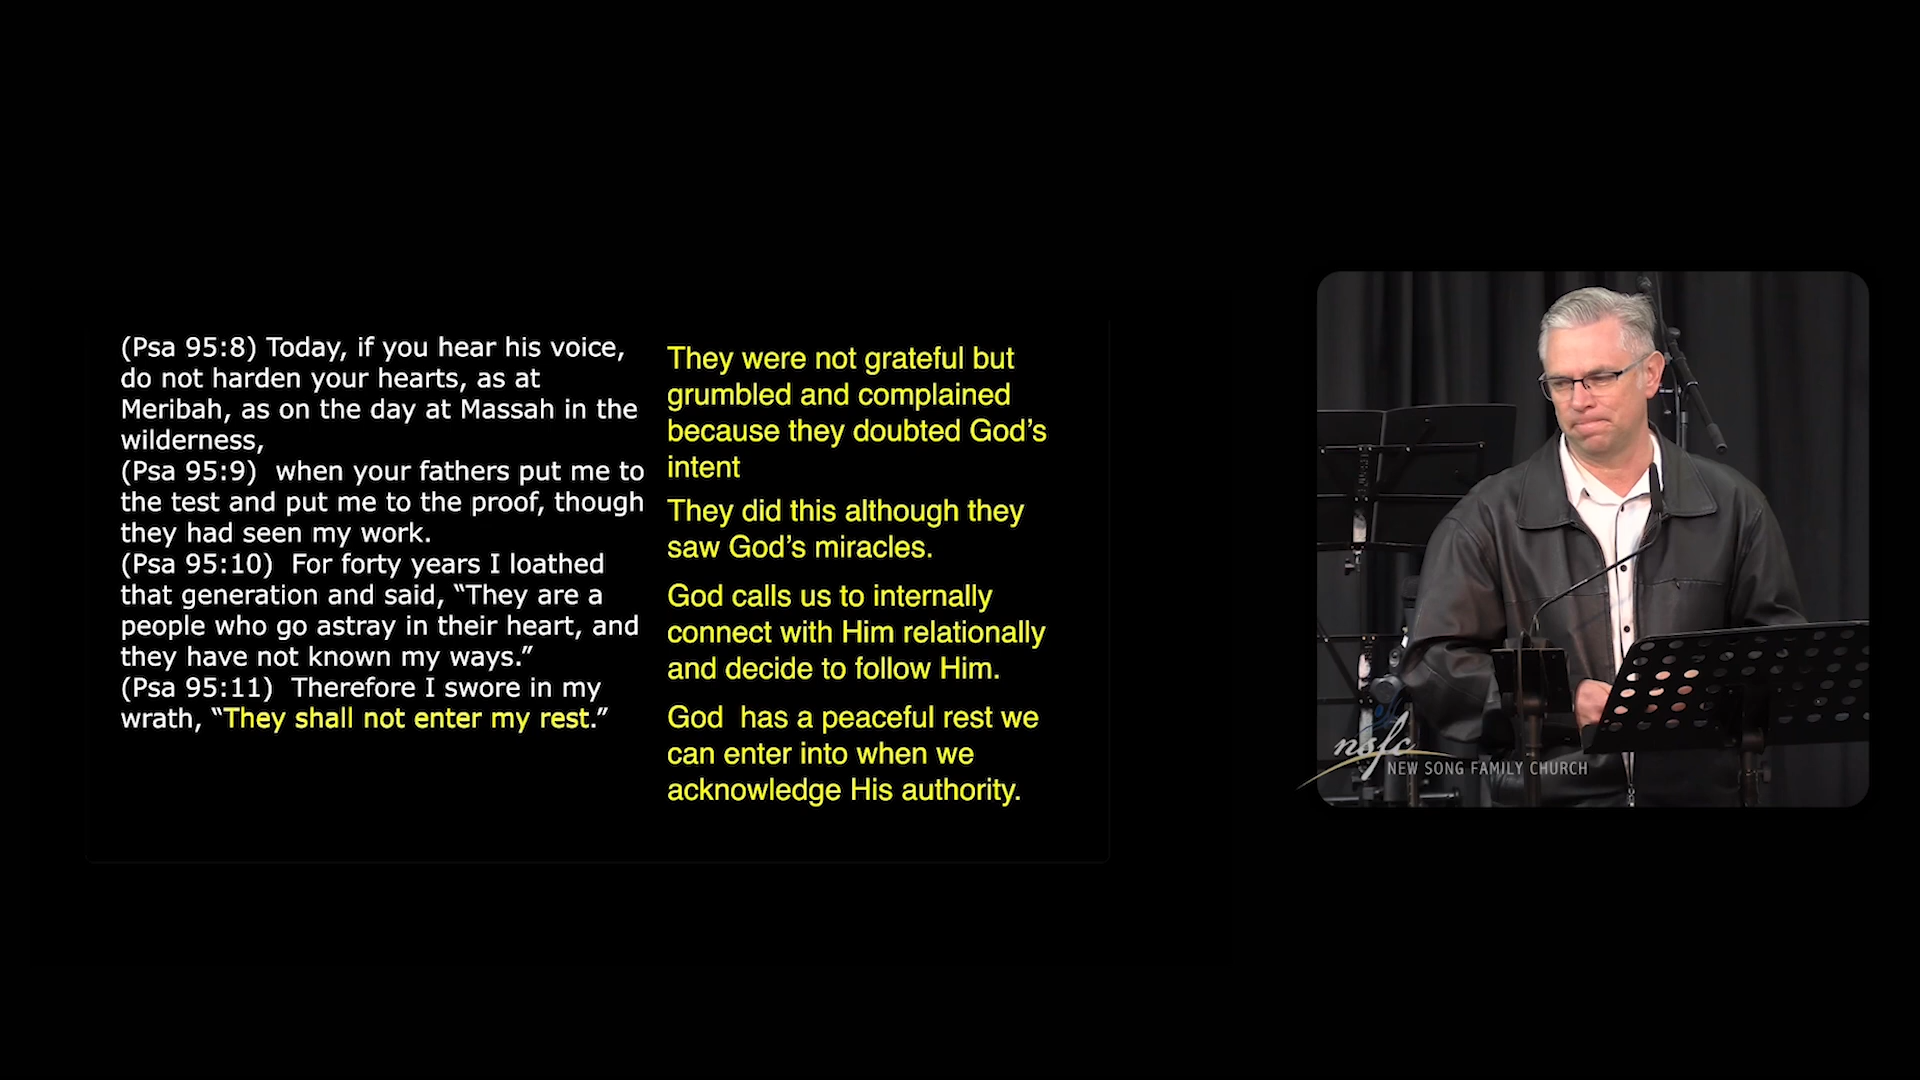 (Psa 95:8) Today, if you hear his voice,
do not harden your hearts, as at
Meribah, as on the day at Massah in the
wilderness,
(Psa 95:9)  when your fathers put me to
the test and put me to the proof, though
they had seen my work.
(Psa 95:10)  For forty years I loathed
that generation and said, “They are a
people who go astray in their heart, and
they have not known my ways.”
(Psa 95:11)  Therefore I swore in my
wrath, “They shall not enter my rest.”
They were not grateful but
grumbled and complained
because they doubted God’s
intent
They did this although they
saw God’s miracles.
God calls us to internally
connect with Him relationally
and decide to follow Him.
God  has a peaceful rest we
can enter into when we
acknowledge His authority.
nsfc
NEW SONG FAMILY CHURCH